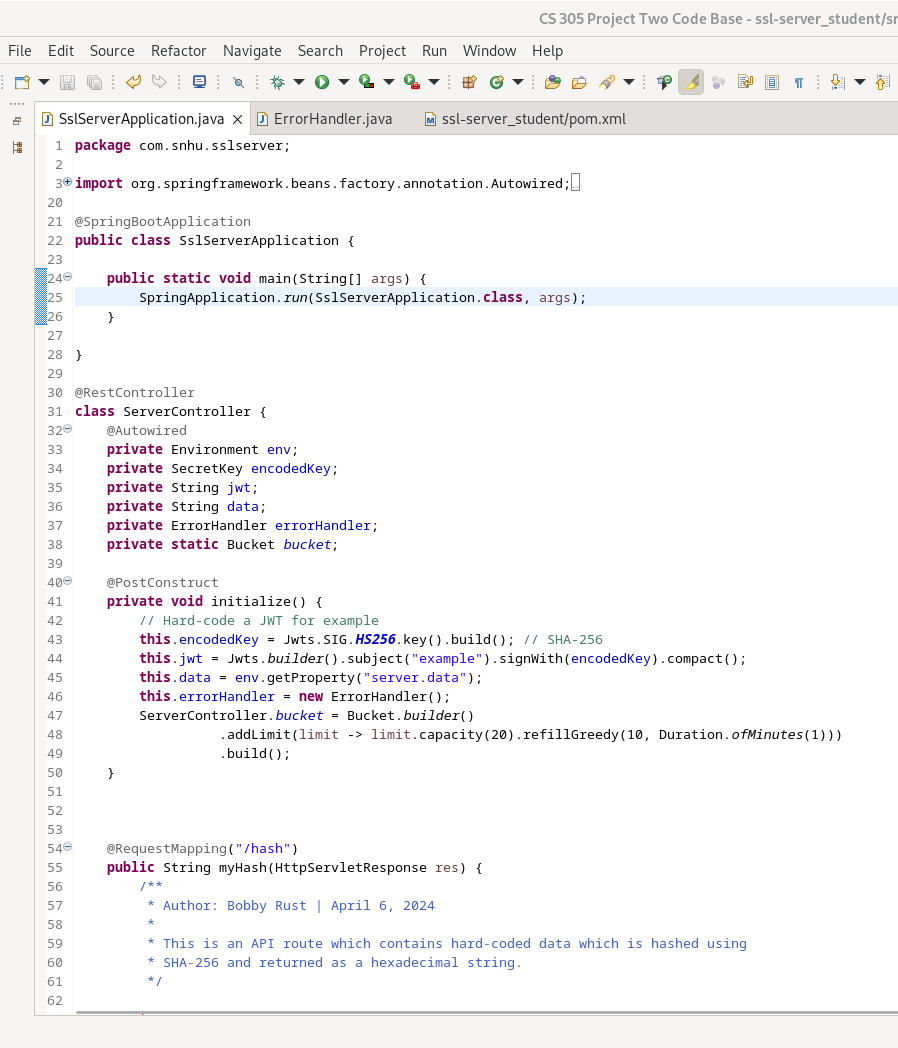 CS 305 Project Two Code Base - ssl-server_student/sr
File Edit Source Refactor Navigate Search Project Run Window Help
SslServerApplication.java ErrorHandler.java ssl-server_student/pom.xml
1 package com.snhu.sslserver;
2
3 import org.springframework.beans.factory.annotation.Autowired;
20
21 @SpringBootApplication
22 public class SslServerApplication {
23
24     public static void main(String[] args) {
25         SpringApplication.run(SslServerApplication.class, args);
26     }
27
28 }
29
30 @RestController
31 class ServerController {
32     @Autowired
33     private Environment env;
34     private SecretKey encodedKey;
35     private String jwt;
36     private String data;
37     private ErrorHandler errorHandler;
38     private static Bucket bucket;
39
40     @PostConstruct
41     private void initialize() {
42         // Hard-code a JWT for example
43         this.encodedKey = Jwts.SIG.HS256.key().build(); // SHA-256
44         this.jwt = Jwts.builder().subject("example").signWith(encodedKey).compact();
45         this.data = env.getProperty("server.data");
46         this.errorHandler = new ErrorHandler();
47         ServerController.bucket = Bucket.builder()
48                   .addLimit(limit -> limit.capacity(20).refillGreedy(10, Duration.ofMinutes(1)))
49                   .build();
50     }
51
52
53
54     @RequestMapping("/hash")
55     public String myHash(HttpServletResponse res) {
56         /**
57          * Author: Bobby Rust | April 6, 2024
58          *
59          * This is an API route which contains hard-coded data which is hashed using
60          * SHA-256 and returned as a hexadecimal string.
61          */
62